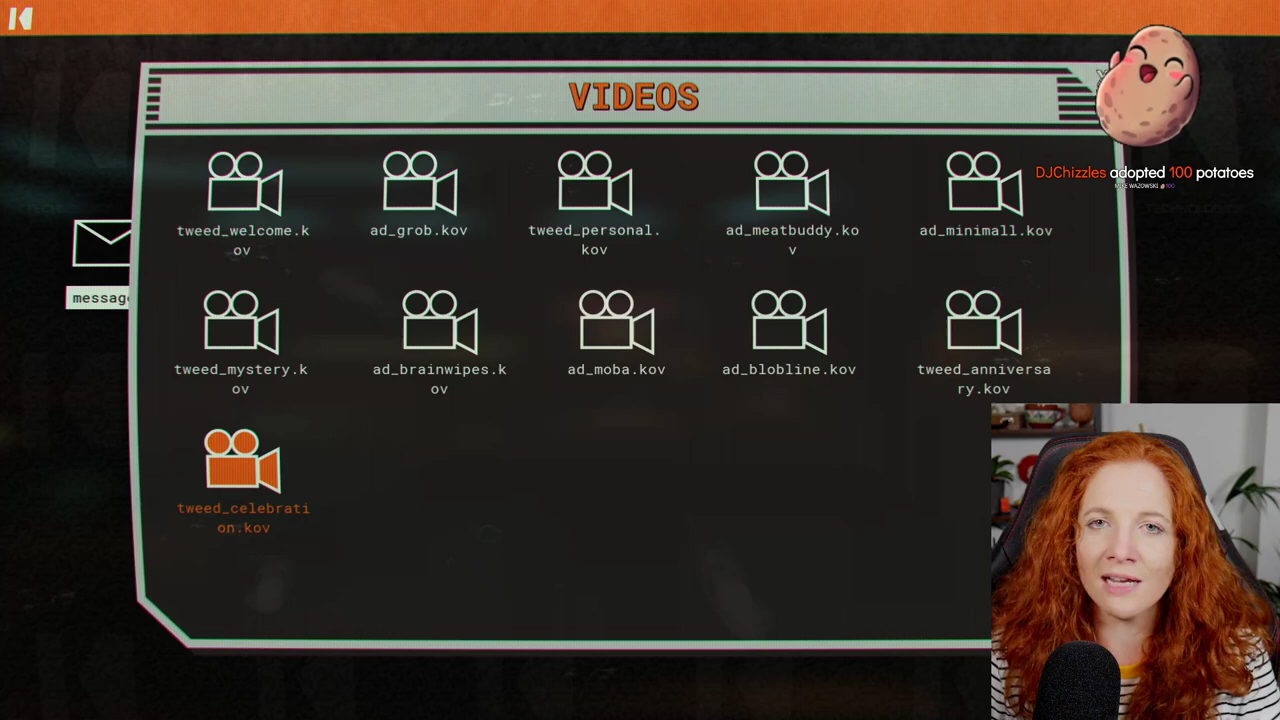 VIDEOS
DJChizzles adopted 100 potatoes
tweed_welcome.k
ov
ad_grob.kov
tweed_personal.
kov
ad_meatbuddy.ko
v
ad_minimall.kov
messag
tweed_mystery.k
ov
ad_brainwipes.k
ov
ad_moba.kov
ad_blobline.kov
tweed_anniversa
ry.kov
tweed_celebrati
on.kov